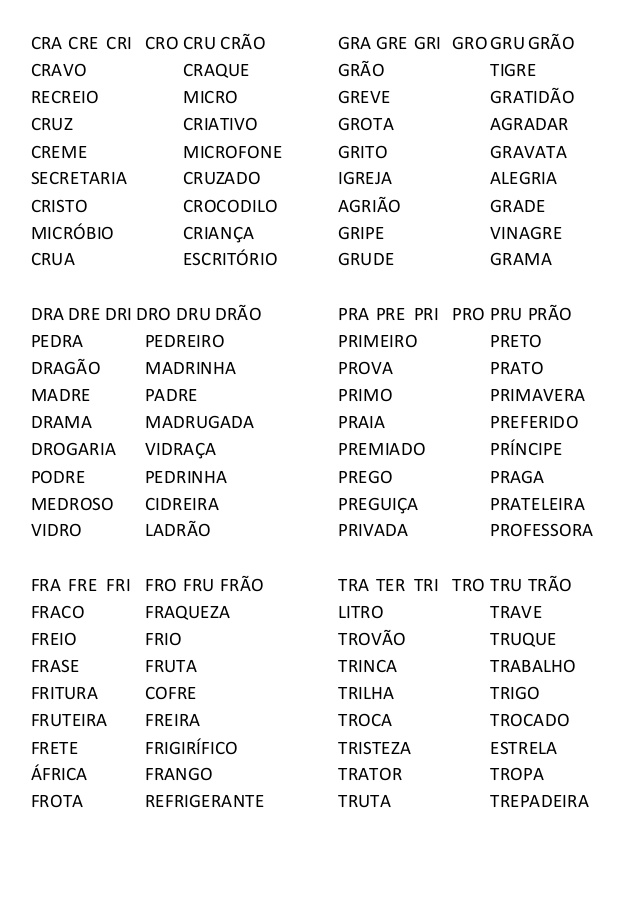 CRA CRE CRI CRO CRU CRÃO
CRAVO CRAQUE
RECREIO MICRO
CRUZ CRIATIVO
CREME MICROFONE
SECRETARIA CRUZADO
CRISTO CROCODILO
MICRÓBIO CRIANÇA
CRUA ESCRITÓRIO
GRA GRE GRI GRO GRU GRÃO
GRÃO TIGRE
GREVE GRATIDÃO
GROTA AGRADAR
GRITO GRAVATA
IGREJA ALEGRIA
AGRIÃO GRADE
GRIPE VINAGRE
GRUDE GRAMA
DRA DRE DRI DRO DRU DRÃO
PEDRA PEDREIRO
DRAGÃO MADRINHA
MADRE PADRE
DRAMA MADRUGADA
DROGARIA VIDRAÇA
PODRE PEDRINHA
MEDROSO CIDREIRA
VIDRO LADRÃO
PRA PRE PRI PRO PRU PRÃO
PRIMEIRO PRETO
PROVA PRATO
PRIMO PRIMAVERA
PRAIA PREFERIDO
PREMIADO PRÍNCIPE
PREGO PRAGA
PREGUIÇA PRATELEIRA
PRIVADA PROFESSORA
FRA FRE FRI FRO FRU FRÃO
FRACO FRAQUEZA
FREIO FRIO
FRASE FRUTA
FRITURA COFRE
FRUTEIRA FREIRA
FRETE FRIGIRÍFICO
ÁFRICA FRANGO
FROTA REFRIGERANTE
TRA TER TRI TRO TRU TRÃO
LITRO TRAVE
TROVÃO TRUQUE
TRINCA TRABALHO
TRILHA TRIGO
TROCA TROCADO
TRISTEZA ESTRELA
TRATOR TROPA
TRUTA TREPADEIRA